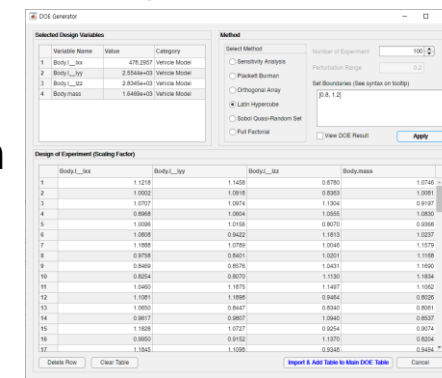 n
DOE Generator
Selected Design Variables
Variable Name Value Category
1 Body.I__Ixx 478.2957 Vehicle Model
2 Body.I__Iyy 2.5544e+03 Vehicle Model
3 Body.I__Izz 2.8345e+03 Vehicle Model
4 Body.mass 1.6469e+03 Vehicle Model
Method
Select Method
Sensitivity Analysis
Plackett Burman
Orthogonal Array
Latin Hypercube
Sobol Quasi-Random Set
Full Factorial
Number of Experiment 100
Perturbation Range 0.2
Set Boundaries (See syntax on tooltip)
[0.8, 1.2]
View DOE Result Apply
Design of Experiment (Scaling Factor)
Body.I__Ixx Body.I__Iyy Body.I__Izz Body.mass
1 1.1218 1.1458 0.8780 1.0746
2 1.0002 1.0918 0.8363 1.0081
3 1.0707 1.0974 1.1304 0.9197
4 0.8968 1.0604 1.0555 1.0830
5 1.0096 1.0156 0.8070 0.9368
6 1.0808 0.9422 1.1813 1.0237
7 1.1888 1.0789 1.0046 1.1579
8 0.9758 0.8401 1.0201 1.1168
9 0.8469 0.8576 1.0431 1.1690
10 0.8254 0.8070 1.1130 1.1834
11 1.0460 1.1875 1.1497 1.1062
12 1.1081 1.1898 0.9464 0.8026
13 1.0650 0.8447 0.8340 0.8061
14 0.9617 0.9807 1.0940 0.8537
15 1.1828 1.0727 0.9254 0.9074
16 0.8950 0.9152 1.1370 0.8204
17 1.1645 1.1098 0.9348 0.9494
Delete Row Clear Table Import & Add Table to Main DOE Table Cancel